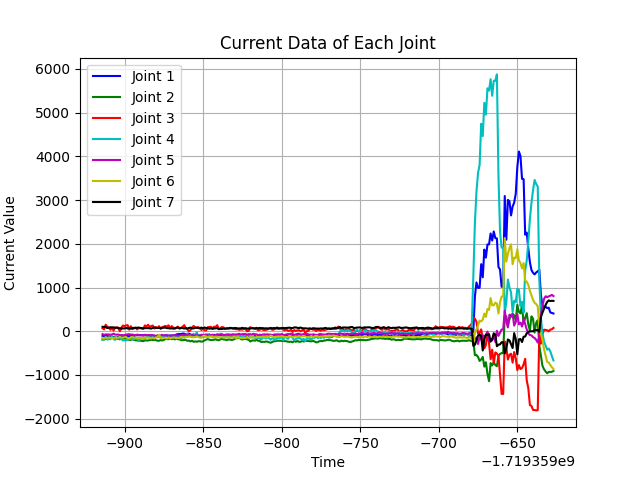 Current Data of Each Joint
Current Value
6000
5000
4000
3000
2000
1000
0
−1000
−2000
Joint 1
Joint 2
Joint 3
Joint 4
Joint 5
Joint 6
Joint 7
−900 −850 −800 −750 −700 −650
Time
−1.719359e9